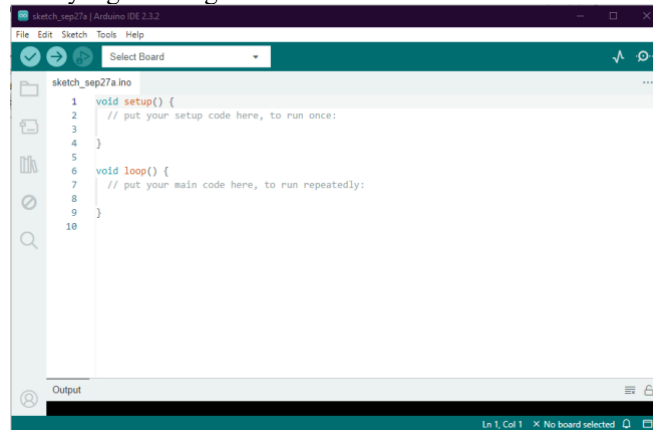 sketch_sep27a | Arduino IDE 2.3.2
File Edit Sketch Tools Help
Select Board
sketch_sep27a.ino
1 void setup() {
2 // put your setup code here, to run once:
3
4 }
5
6 void loop() {
7 // put your main code here, to run repeatedly:
8
9 }
10
Output
Ln 1, Col 1 × No board selected